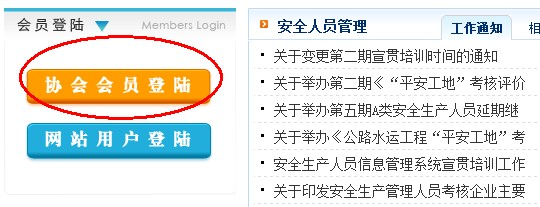 会员登陆 Members Login
协会会员登陆
网站用户登陆
安全人员管理 工作通知
关于变更第二期宣贯培训时间的通知
关于举办第二期《“平安工地”考核评价
关于举办第五期A类安全生产人员延期继
关于举办《公路水运工程“平安工地”考
安全生产人员信息管理系统宣贯培训工作
关于印发安全生产管理人员考核企业主要